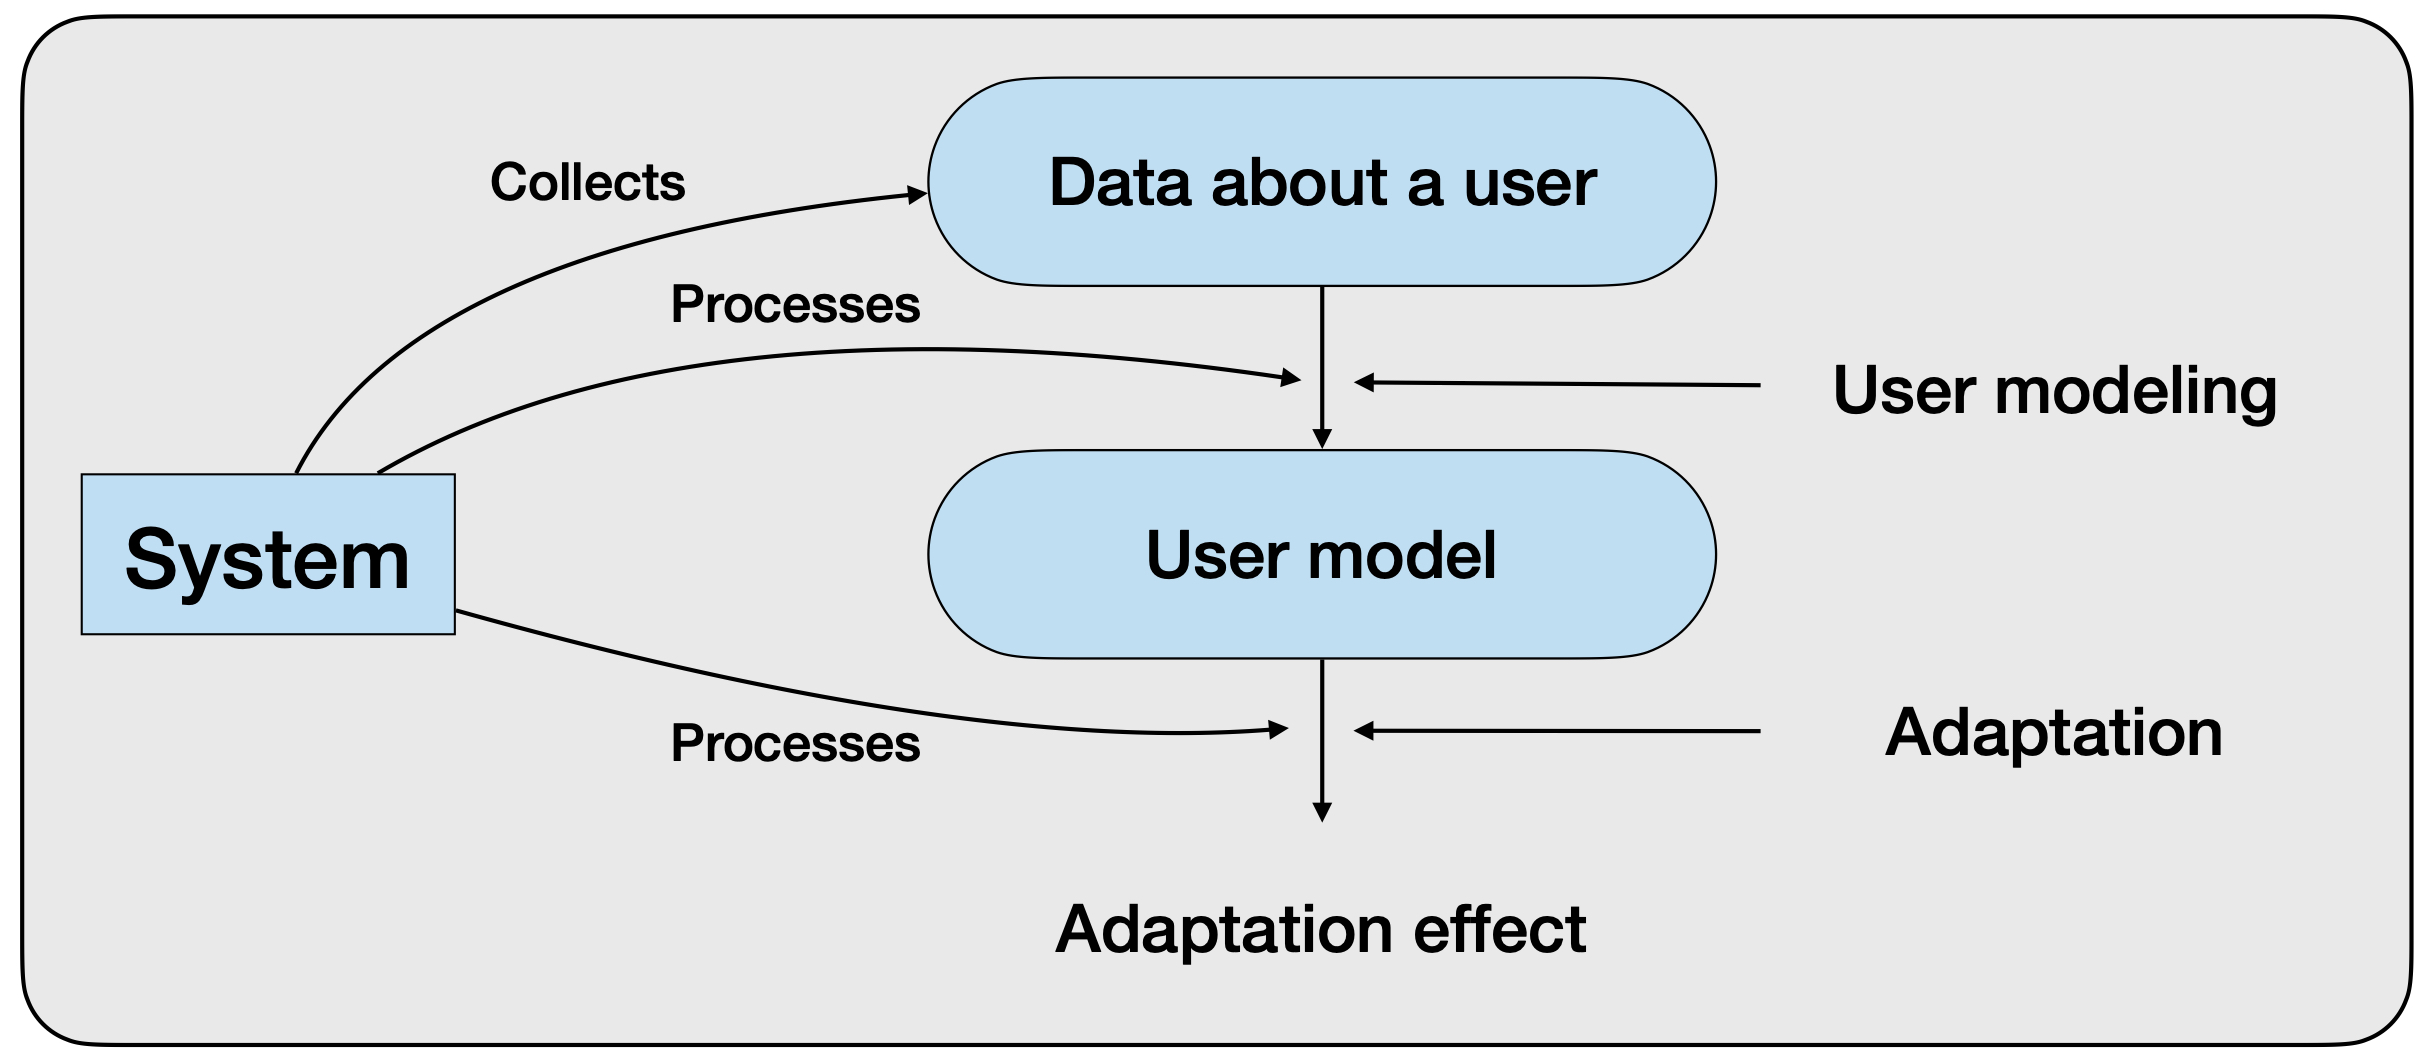 Collects
Data about a user
Processes
User modeling
System
User model
Processes
Adaptation
Adaptation effect